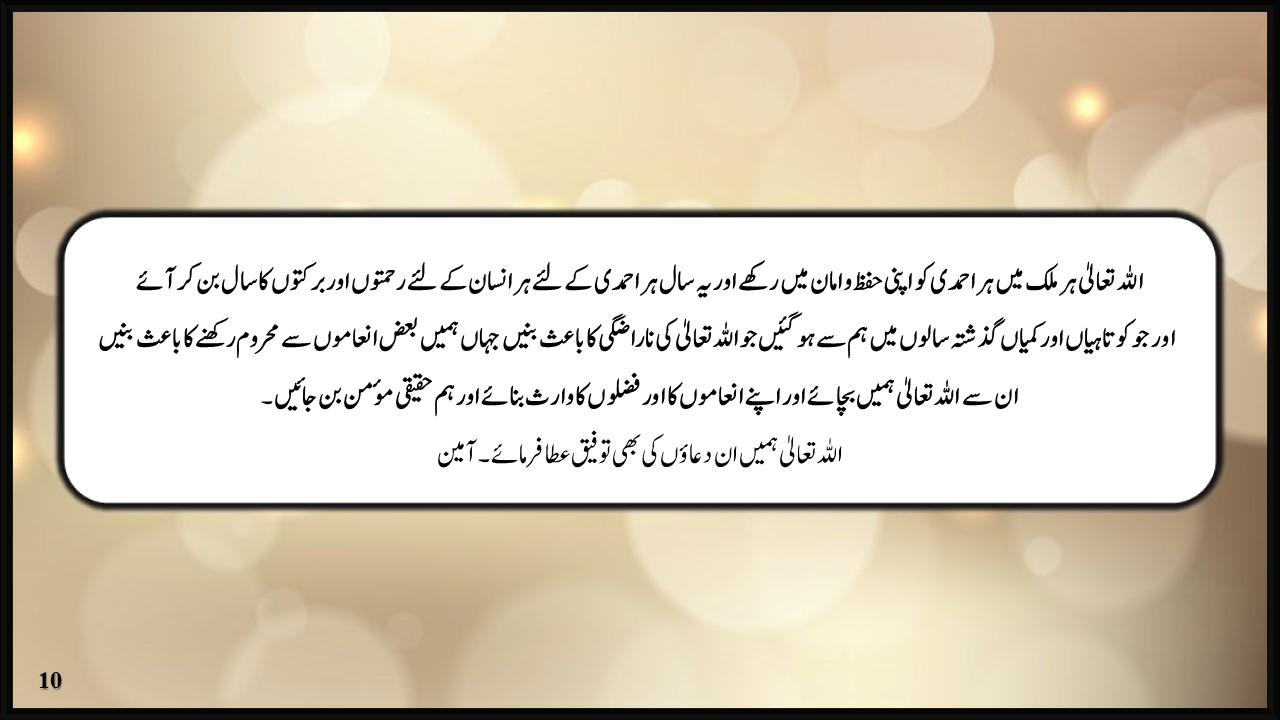 اللہ تعالیٰ ہر ملک میں ہر احمدی کو اپنی حفظ و امان میں رکھے اور یہ سال ہر احمدی کے لئے ہر انسان کے لئے رحمتوں اور برکتوں کا سال بن کر آئے
اور جو کوتاہیاں اور کمیاں گذشتہ سالوں میں ہم سے ہو گئیں جو اللہ تعالیٰ کی ناراضگی کا باعث بنیں جہاں ہمیں بعض انعاموں سے محروم رکھنے کا باعث بنیں
ان سے اللہ تعالیٰ ہمیں بچائے اور اپنے انعاموں کا اور فضلوں کا وارث بنائے اور ہم حقیقی مؤمن بن جائیں۔
اللہ تعالیٰ ہمیں ان دعاؤں کی بھی توفیق عطا فرمائے۔ آمین
10